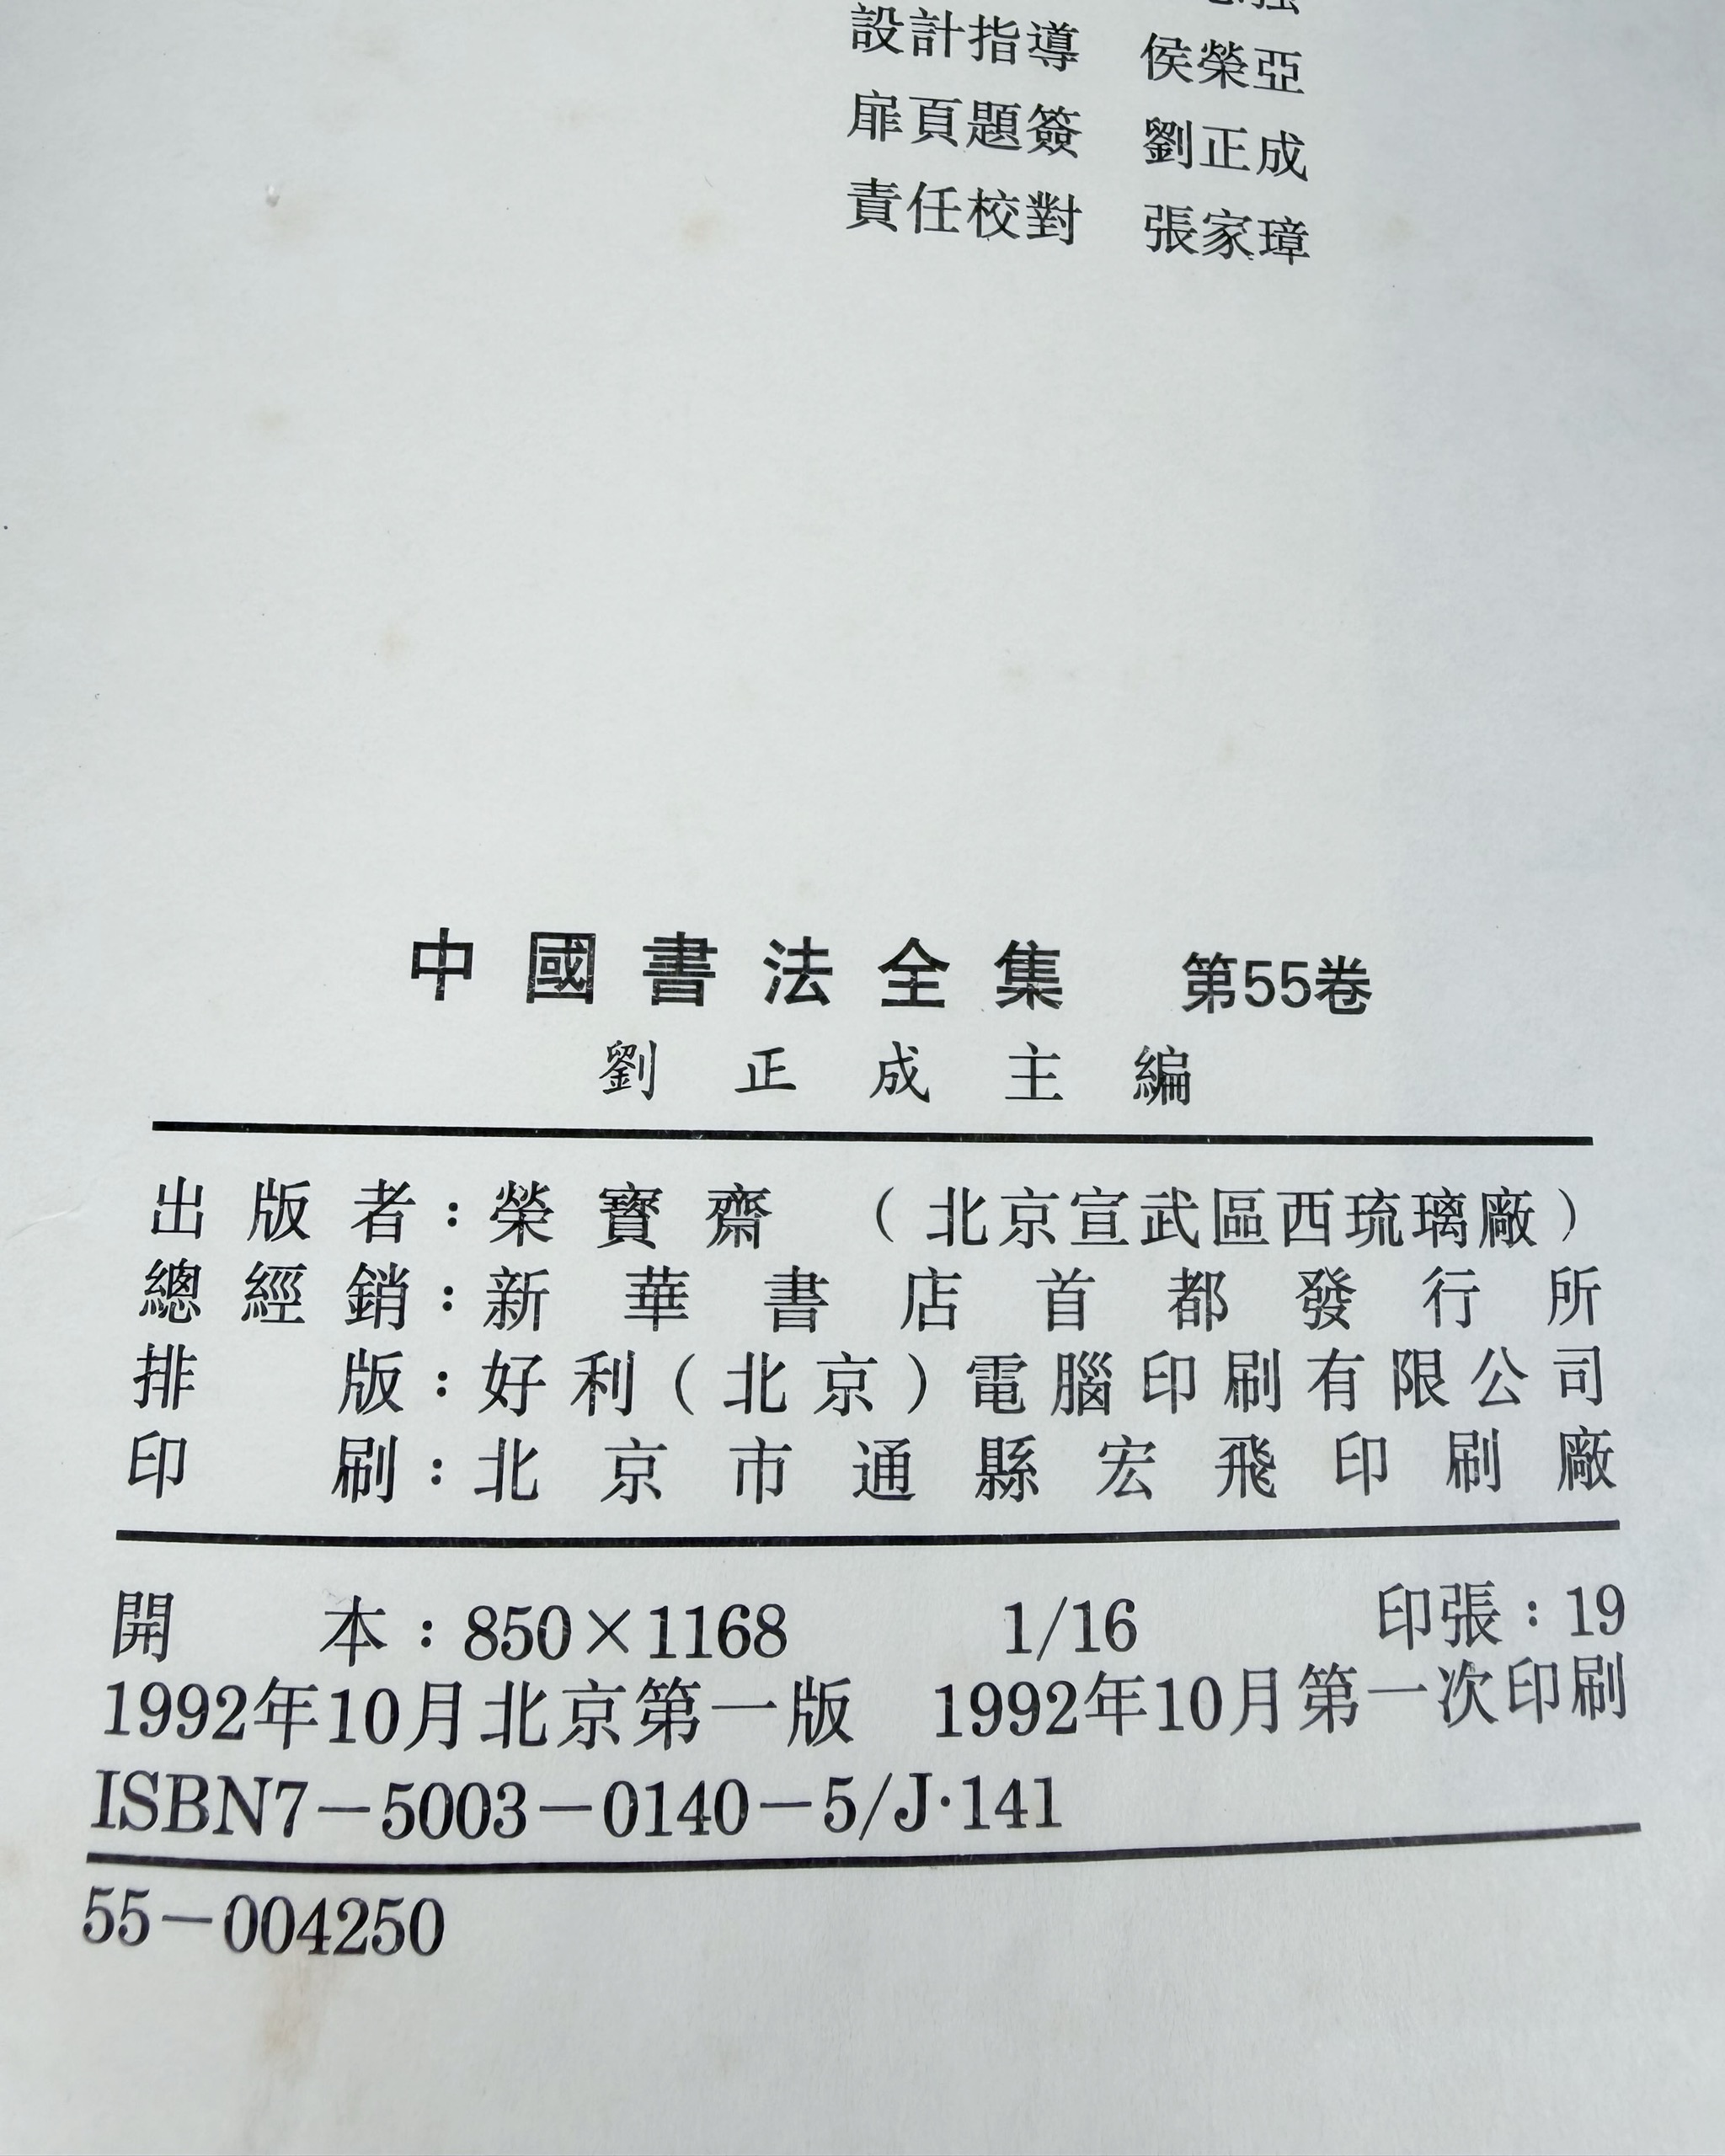 設計指導 侯榮亞
扉頁題簽 劉正成
責任校對 張家璋
中國書法全集 第55卷
劉正成主編
出版者：榮寳齋 （北京宣武區西琉璃廠）
總經銷：新華書店首都發行所
排版：好利（北京）電腦印刷有限公司
印刷：北京市通縣宏飛印刷廠
開本：850×1168 1/16 印張：19
1992年10月北京第一版 1992年10月第一次印刷
ISBN7－5003－0140－5/J·141
55－004250